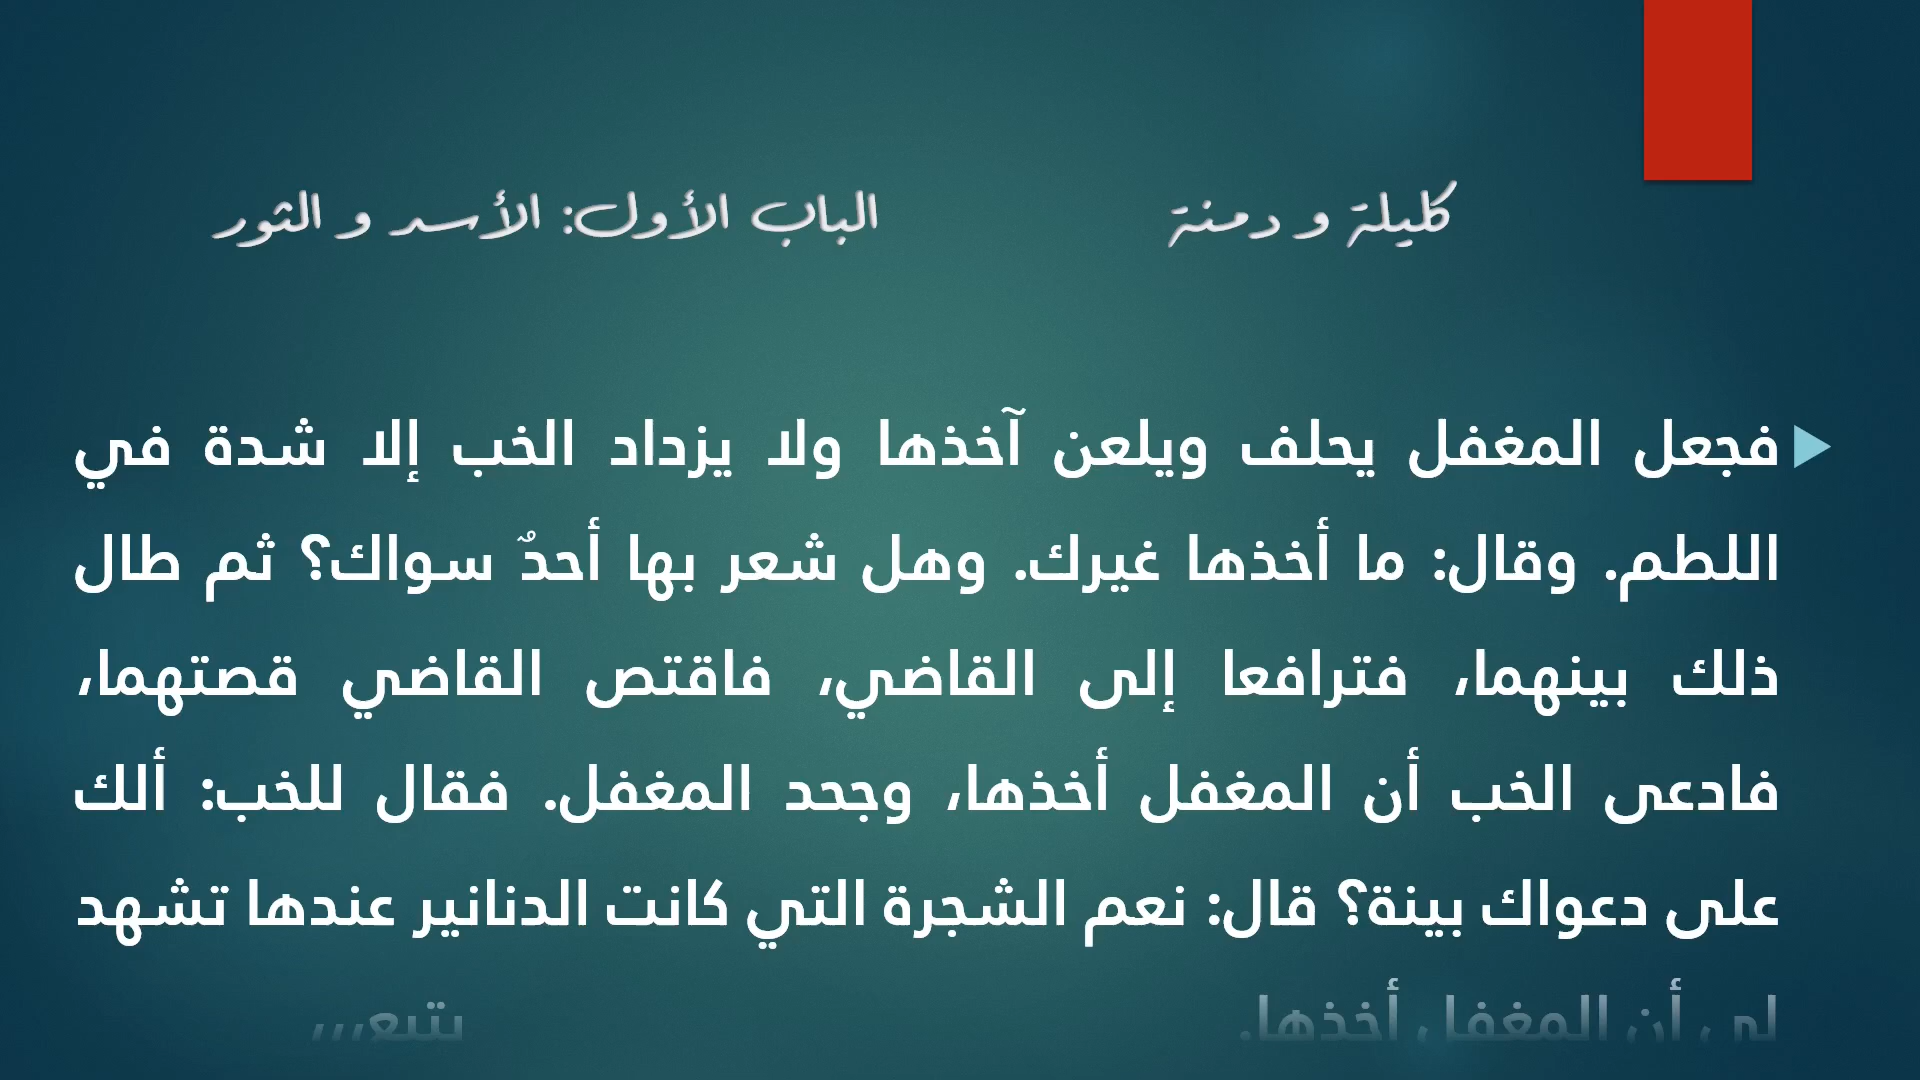 كليلة و دمنة الباب الأول: الأسد و الثور
فجعل المغفل يحلف ويلعن آخذها ولا يزداد الخب إلا شدة في
اللطم. وقال: ما أخذها غيرك. وهل شعر بها أحدٌ سواك؟ ثم طال
ذلك بينهما، فترافعا إلى القاضي، فاقتص القاضي قصتهما،
فادعى الخب أن المغفل أخذها، وجحد المغفل. فقال للخب: ألك
على دعواك بينة؟ قال: نعم الشجرة التي كانت الدنانير عندها تشهد
لي أن المغفل أخذها. يتبع,,,